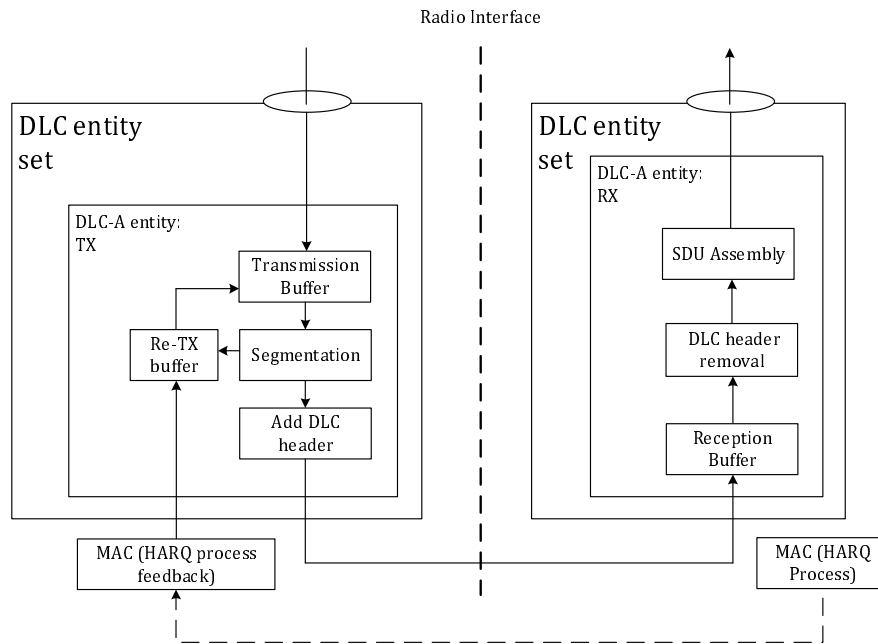 Radio Interface
DLC entity
set
DLC-A entity:
TX
Transmission
Buffer
Re-TX
buffer
Segmentation
Add DLC
header
MAC (HARQ process
feedback)
DLC entity
set
DLC-A entity:
RX
SDU Assembly
DLC header
removal
Reception
Buffer
MAC (HARQ
Process)